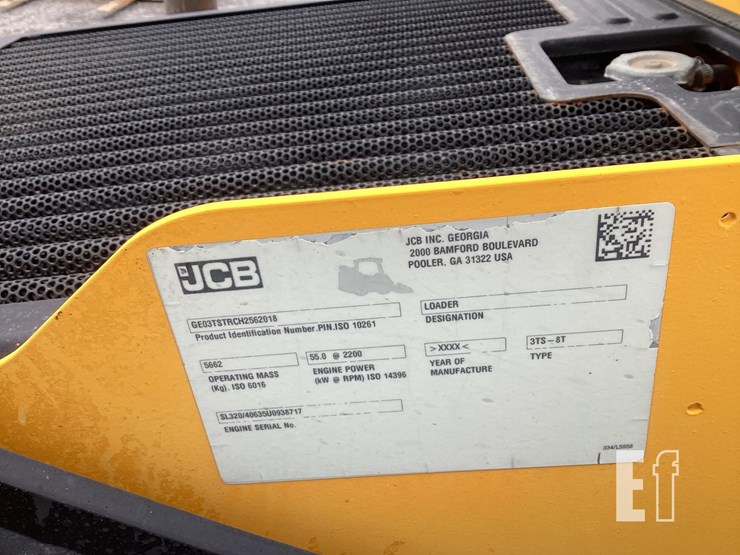 JCB
JCB INC. GEORGIA
2000 BAMFORD BOULEVARD
POOLER, GA 31322 USA
GE03TSTRCH2562018
Product Identification Number.PIN.ISO 10261
LOADER
DESIGNATION
5662
OPERATING MASS
(Kg). ISO 6016
55.0 @ 2200
ENGINE POWER
(kW @ RPM) ISO 14396
>XXXX<
YEAR OF
MANUFACTURE
3TS-8T
TYPE
SL320/40635U0938717
ENGINE SERIAL No.
334/L5958
Ef